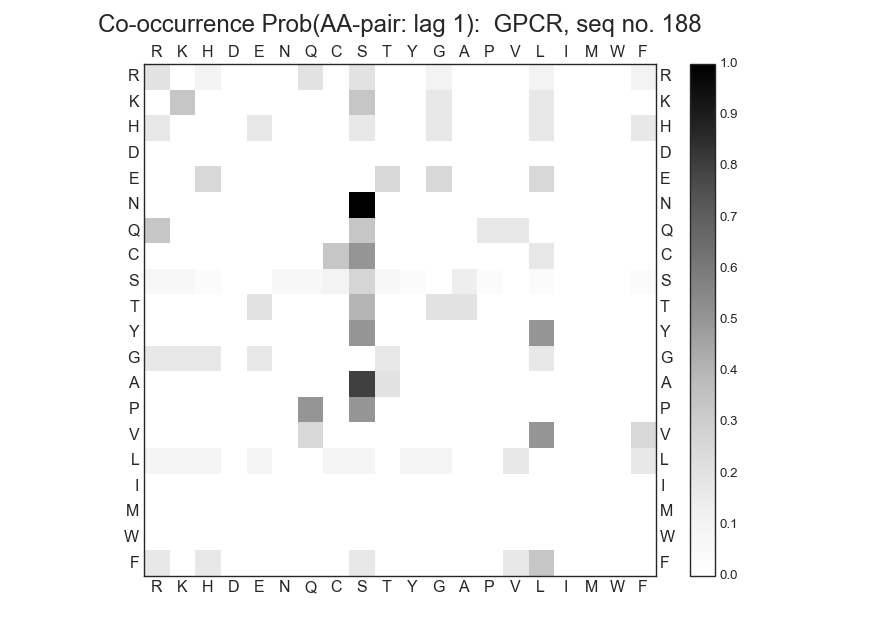 Co-occurrence Prob(AA-pair: lag 1):  GPCR, seq no. 188
R K H D E N Q C S T Y G A P V L I M W F
R R 1.0
K K 0.9
H H
D D 0.8
E E
N N 0.7
Q Q
C C 0.6
S S
T T 0.5
Y Y
G G 0.4
A A
P P 0.3
V V 0.2
L L
I I 0.1
M M
W W
F F 0.0
R K H D E N Q C S T Y G A P V L I M W F